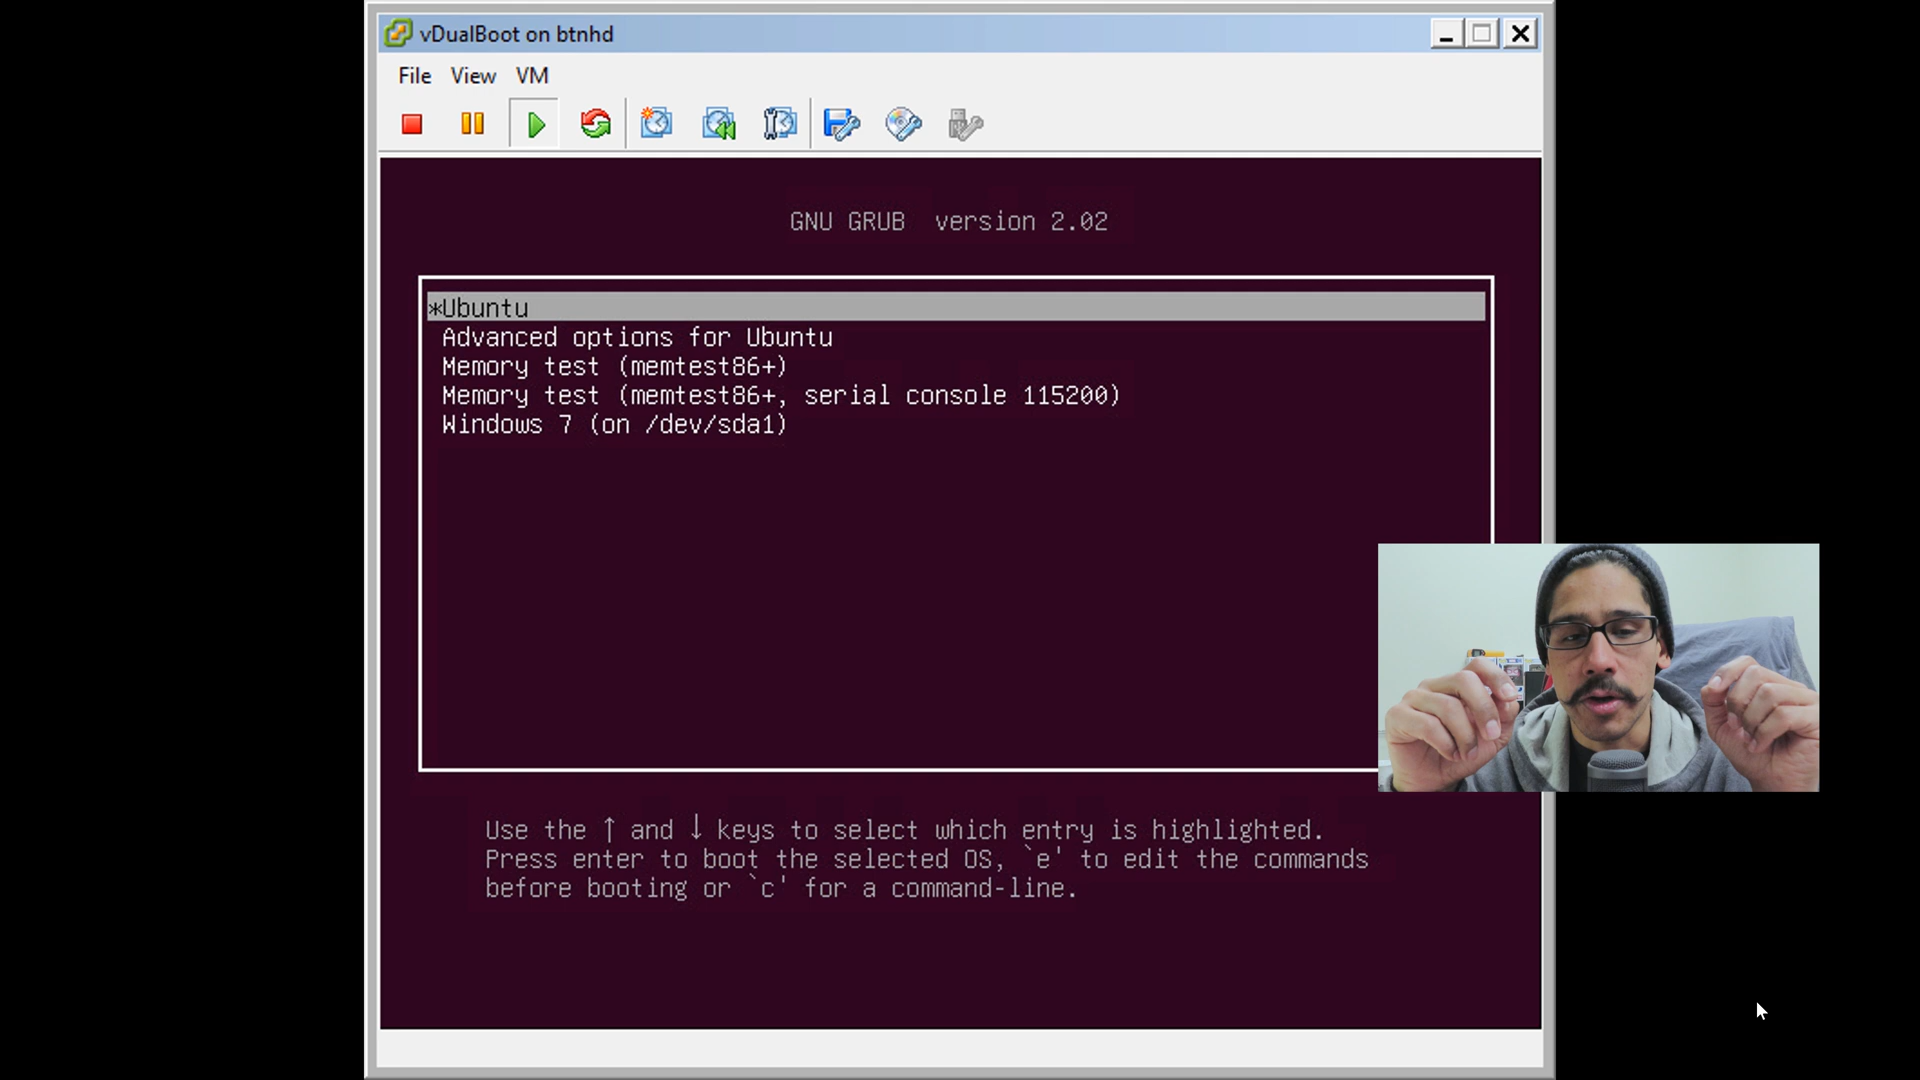 vDualBoot on btnhd
File View VM
GNU GRUB version 2.02
*Ubuntu
Advanced options for Ubuntu
Memory test (memtest86+)
Memory test (memtest86+, serial console 115200)
Windows 7 (on /dev/sda1)
Use the ↑ and ↓ keys to select which entry is highlighted.
Press enter to boot the selected OS, `e' to edit the commands
before booting or `c' for a command-line.